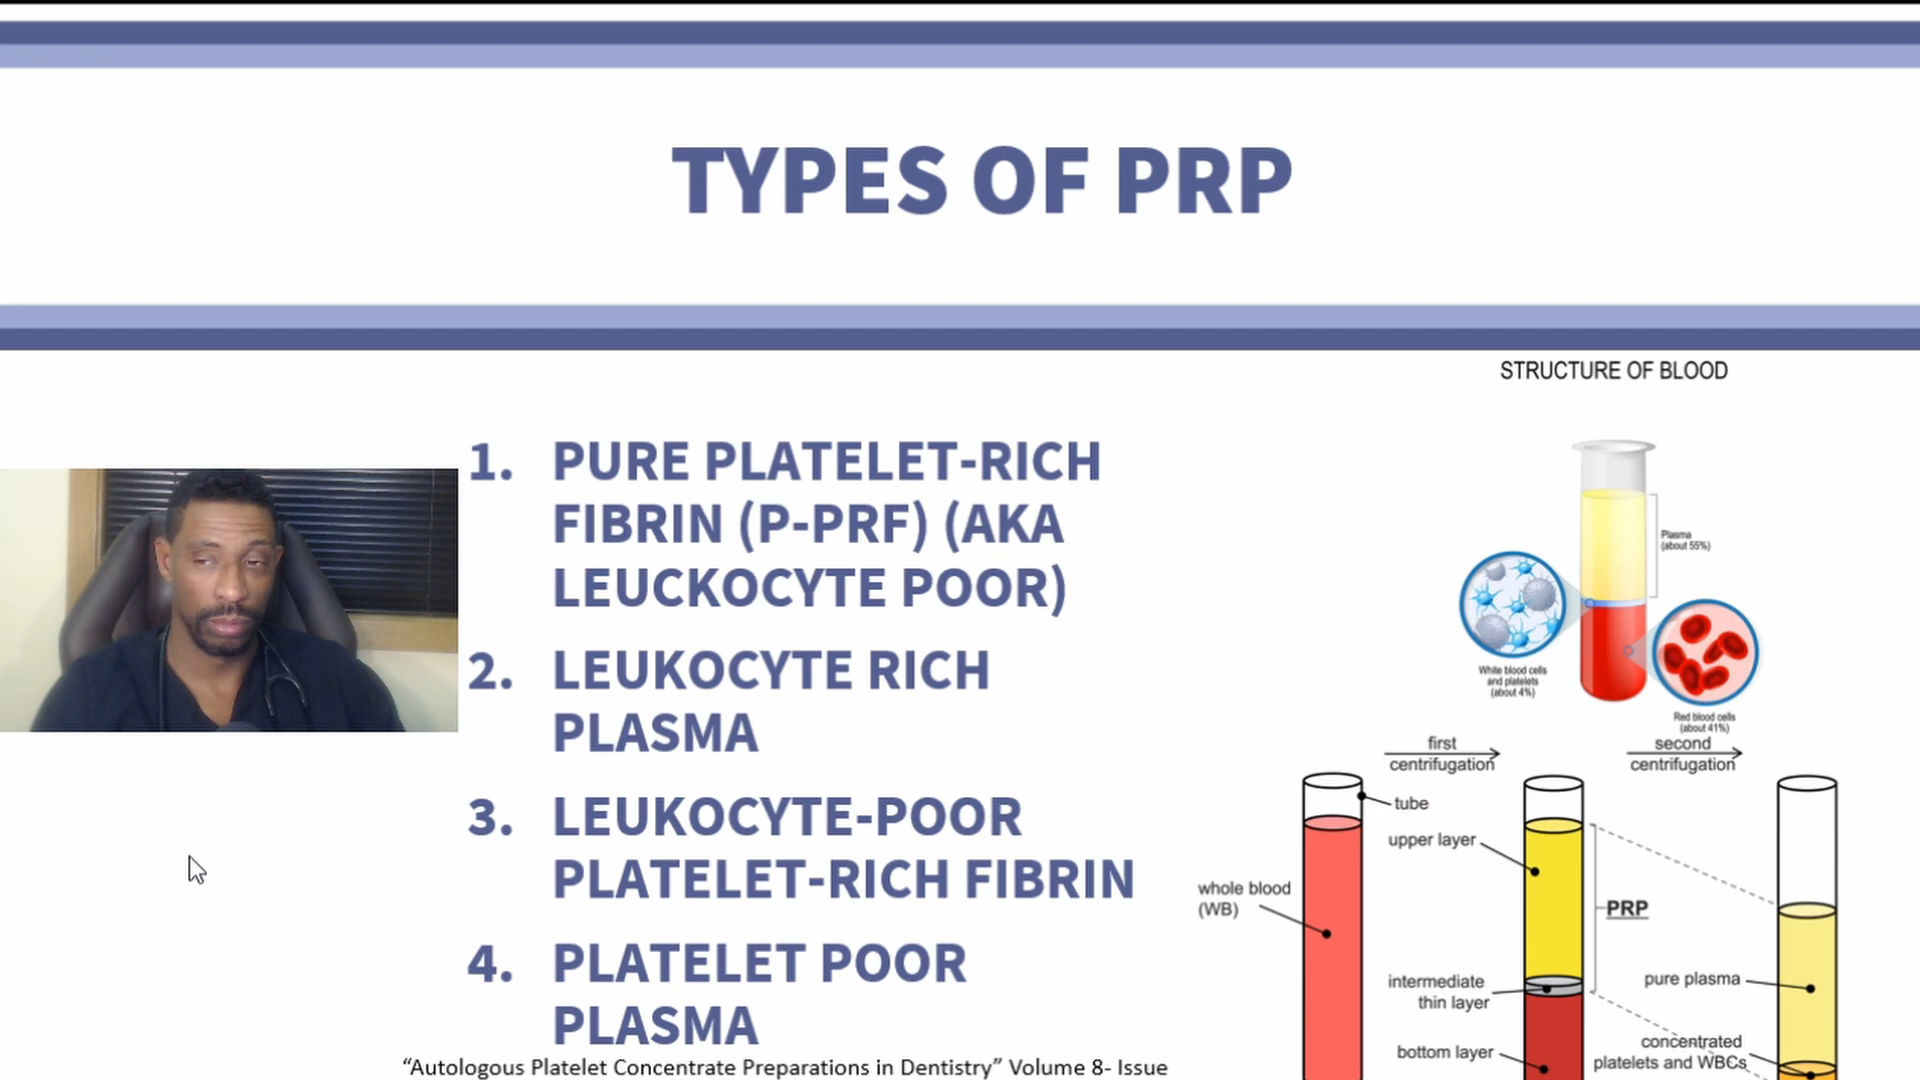 TYPES OF PRP
1. PURE PLATELET-RICH
FIBRIN (P-PRF) (AKA
LEUCKOCYTE POOR)
2. LEUKOCYTE RICH
PLASMA
3. LEUKOCYTE-POOR
PLATELET-RICH FIBRIN
4. PLATELET POOR
PLASMA
“Autologous Platelet Concentrate Preparations in Dentistry” Volume 8- Issue
STRUCTURE OF BLOOD
Plasma
(about 55%)
White blood cells
and platelets
(about 4%)
Red blood cells
(about 41%)
first
centrifugation
second
centrifugation
tube
upper layer
whole blood
(WB)
PRP
intermediate
thin layer
pure plasma
bottom layer
concentrated
platelets and WBCs